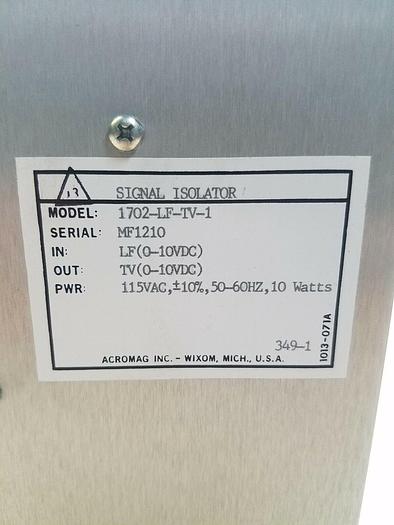 SIGNAL ISOLATOR
MODEL: 1702-LF-TV-1
SERIAL: MF1210
IN: LF(0-10VDC)
OUT: TV(0-10VDC)
PWR: 115VAC,±10%,50-60HZ,10 Watts
349-1
ACROMAG INC. - WIXOM, MICH., U.S.A.
1013-071A